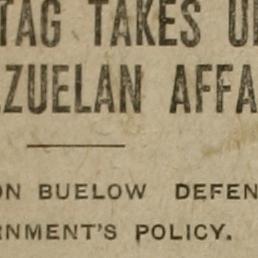 TAG TAKES U
ZUELAN AFFA
ON BUELOW DEFEN
RNMENT'S POLICY.